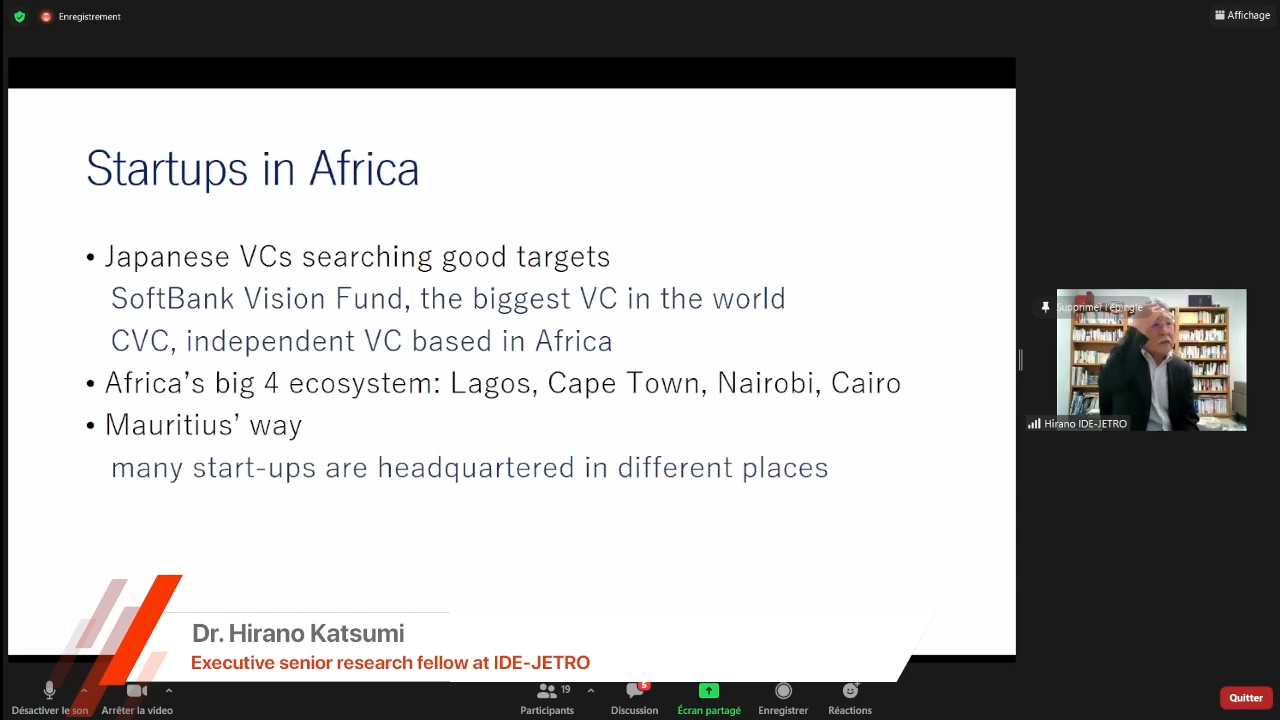 Enregistrement
Affichage
Startups in Africa
• Japanese VCs searching good targets
SoftBank Vision Fund, the biggest VC in the world
CVC, independent VC based in Africa
• Africa's big 4 ecosystem: Lagos, Cape Town, Nairobi, Cairo
• Mauritius' way
many start-ups are headquartered in different places
Supprimer l'épingle
Hirano IDE-JETRO
Dr. Hirano Katsumi
Executive senior research fellow at IDE-JETRO
Désactiver le son
Arrêter la video
19
Participants
5
Discussion
Écran partagé
Enregistrer
Réactions
Quitter